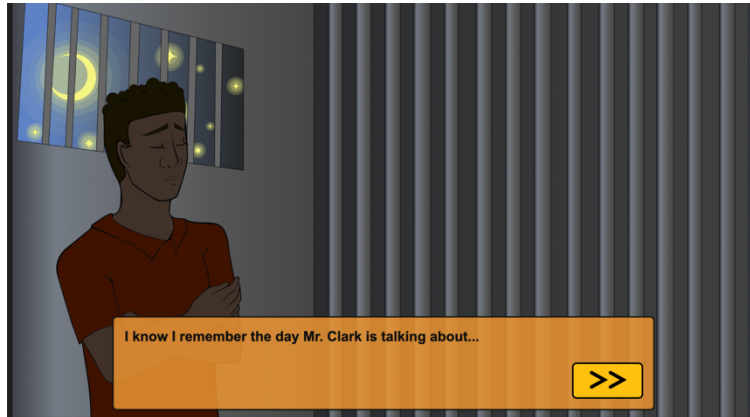 I know I remember the day Mr. Clark is talking about...
>>